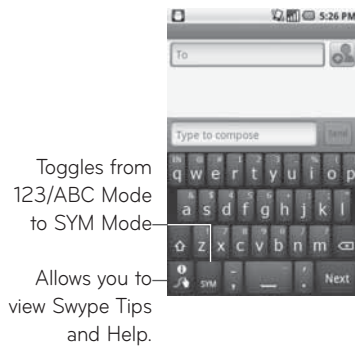 5:26 PM
To
Type to compose
Send
Toggles from
123/ABC Mode
to SYM Mode
q w e r t y u i o p
a s d f g h j k l
z x c v b n m
SYM
Next
Allows you to
view Swype Tips
and Help.